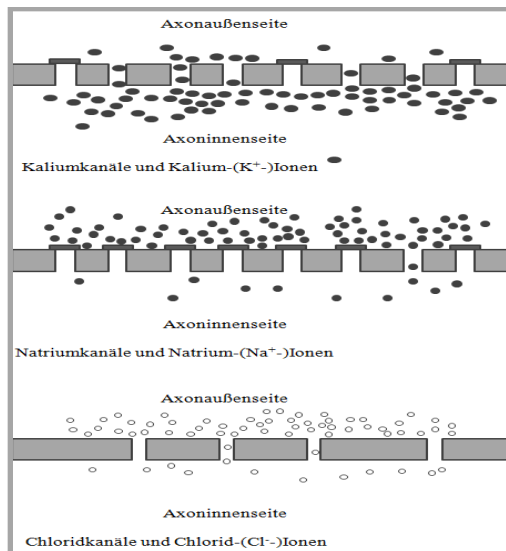 Axonaußenseite
Axoninnenseite
Kaliumkanäle und Kalium-(K⁺-)Ionen
Axonaußenseite
Axoninnenseite
Natriumkanäle und Natrium-(Na⁺-)Ionen
Axonaußenseite
Axoninnenseite
Chloridkanäle und Chlorid-(Cl⁻-)Ionen